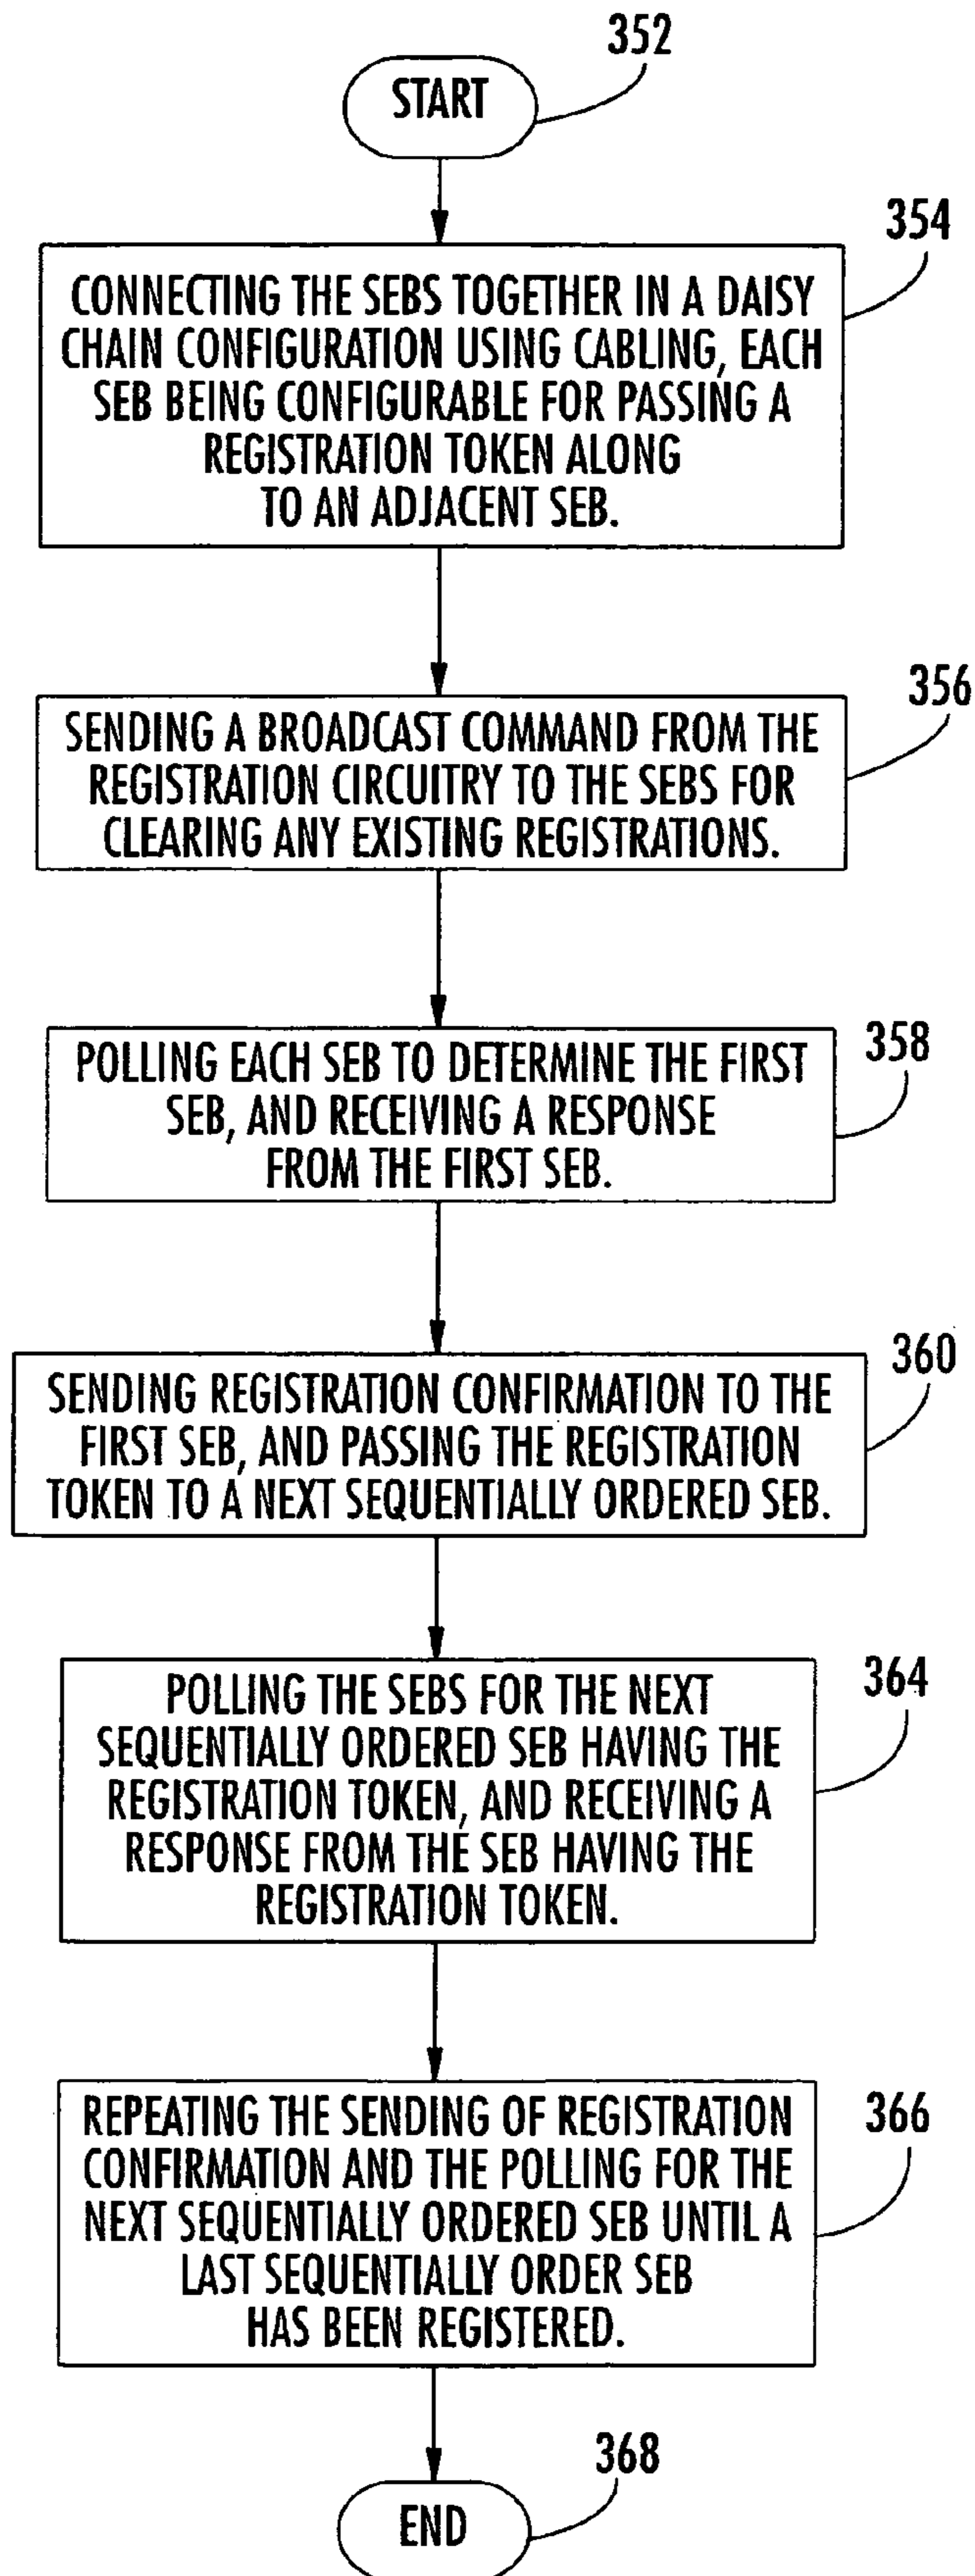 352
START
354
CONNECTING THE SEBS TOGETHER IN A DAISY
CHAIN CONFIGURATION USING CABLING, EACH
SEB BEING CONFIGURABLE FOR PASSING A
REGISTRATION TOKEN ALONG
TO AN ADJACENT SEB.
356
SENDING A BROADCAST COMMAND FROM THE
REGISTRATION CIRCUITRY TO THE SEBS FOR
CLEARING ANY EXISTING REGISTRATIONS.
358
POLLING EACH SEB TO DETERMINE THE FIRST
SEB, AND RECEIVING A RESPONSE
FROM THE FIRST SEB.
360
SENDING REGISTRATION CONFIRMATION TO THE
FIRST SEB, AND PASSING THE REGISTRATION
TOKEN TO A NEXT SEQUENTIALLY ORDERED SEB.
364
POLLING THE SEBS FOR THE NEXT
SEQUENTIALLY ORDERED SEB HAVING THE
REGISTRATION TOKEN, AND RECEIVING A
RESPONSE FROM THE SEB HAVING THE
REGISTRATION TOKEN.
366
REPEATING THE SENDING OF REGISTRATION
CONFIRMATION AND THE POLLING FOR THE
NEXT SEQUENTIALLY ORDERED SEB UNTIL A
LAST SEQUENTIALLY ORDER SEB
HAS BEEN REGISTERED.
368
END